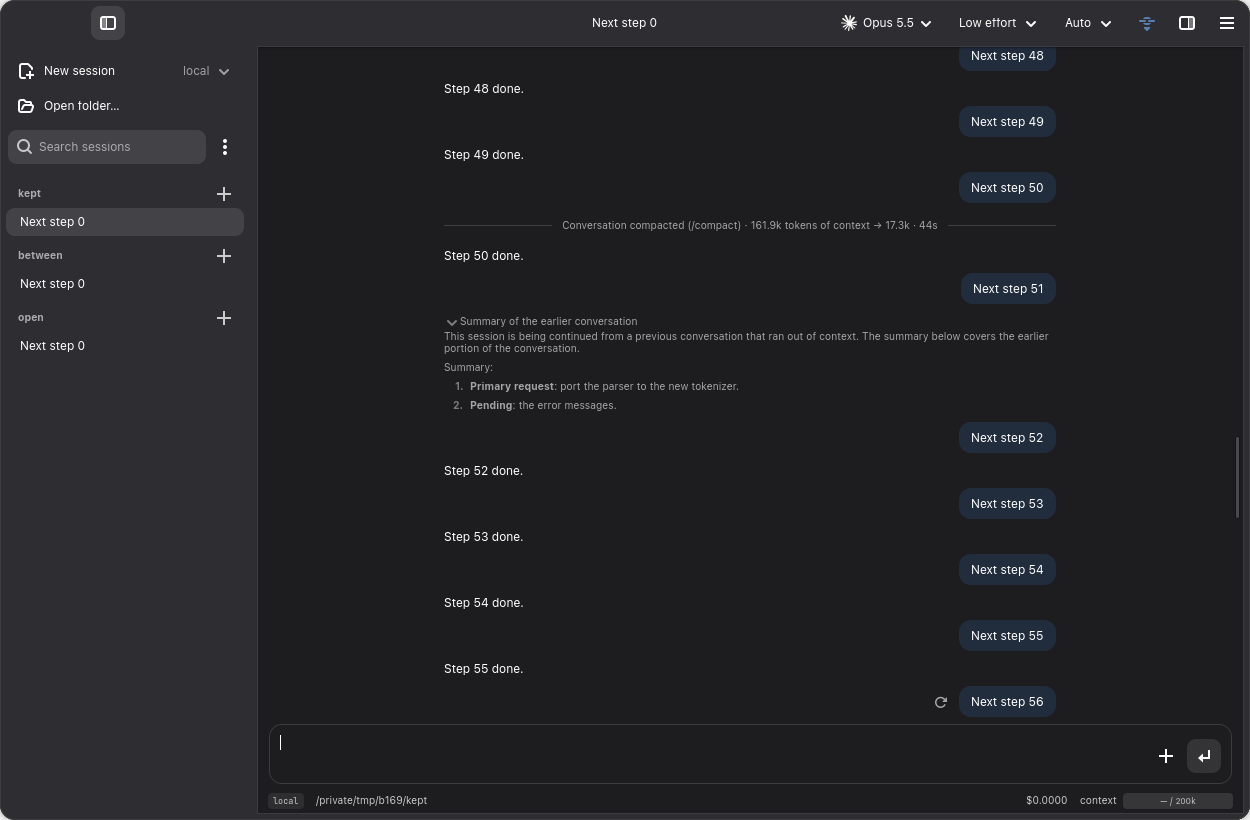 Next step 0
Opus 5.5
Low effort
Auto
New session
local
Open folder...
Search sessions
kept
Next step 0
between
Next step 0
open
Next step 0
Next step 48
Step 48 done.
Next step 49
Step 49 done.
Next step 50
Conversation compacted (/compact) · 161.9k tokens of context → 17.3k · 44s
Step 50 done.
Next step 51
Summary of the earlier conversation
This session is being continued from a previous conversation that ran out of context. The summary below covers the earlier
portion of the conversation.
Summary:
1. Primary request: port the parser to the new tokenizer.
2. Pending: the error messages.
Next step 52
Step 52 done.
Next step 53
Step 53 done.
Next step 54
Step 54 done.
Next step 55
Step 55 done.
Next step 56
local
/private/tmp/b169/kept
$0.0000
context
— / 200k